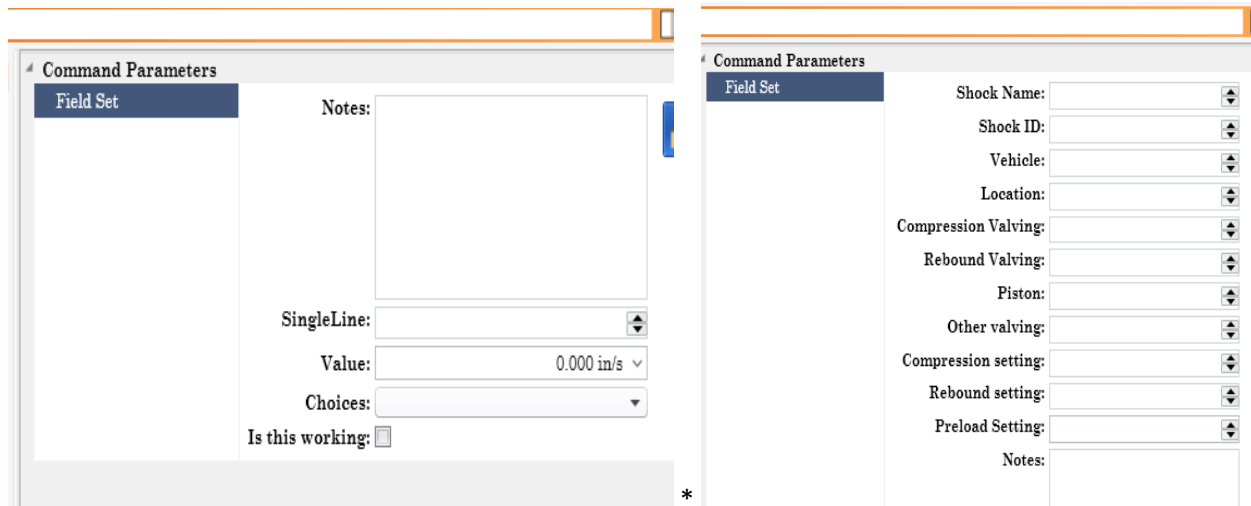 Command Parameters
Field Set
Notes:
SingleLine:
Value: 0.000 in/s
Choices:
Is this working:
*
Command Parameters
Field Set
Shock Name:
Shock ID:
Vehicle:
Location:
Compression Valving:
Rebound Valving:
Piston:
Other valving:
Compression setting:
Rebound setting:
Preload Setting:
Notes: